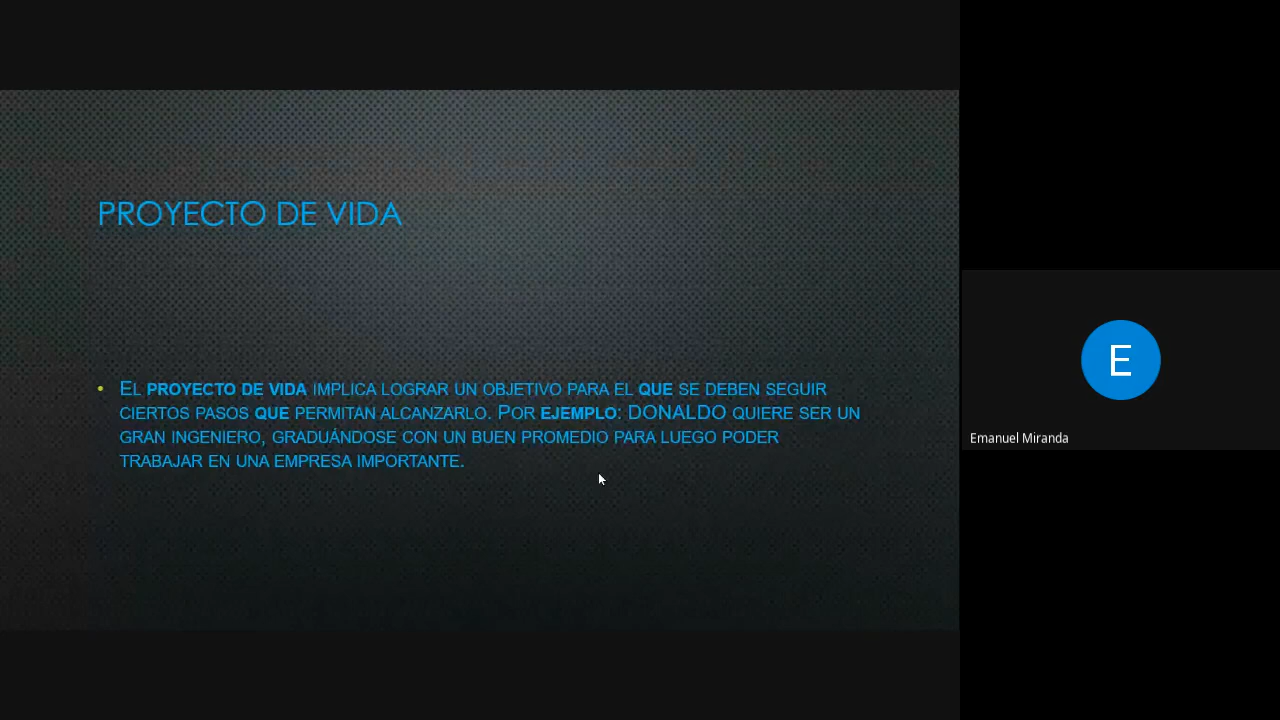 PROYECTO DE VIDA
• EL PROYECTO DE VIDA IMPLICA LOGRAR UN OBJETIVO PARA EL QUE SE DEBEN SEGUIR
CIERTOS PASOS QUE PERMITAN ALCANZARLO. POR EJEMPLO: DONALDO QUIERE SER UN
GRAN INGENIERO, GRADUÁNDOSE CON UN BUEN PROMEDIO PARA LUEGO PODER
TRABAJAR EN UNA EMPRESA IMPORTANTE.
E
Emanuel Miranda